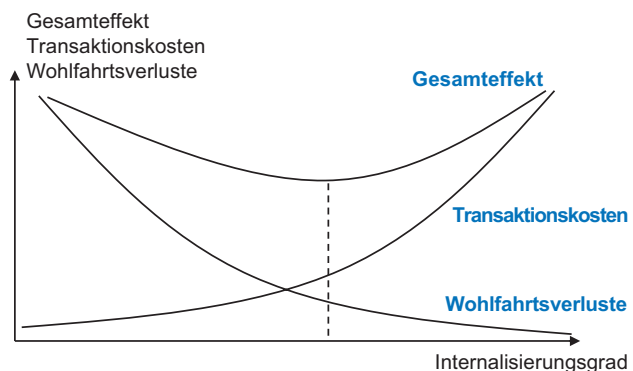 Gesamteffekt
Transaktionskosten
Wohlfahrtsverluste
Gesamteffekt
Transaktionskosten
Wohlfahrtsverluste
Internalisierungsgrad